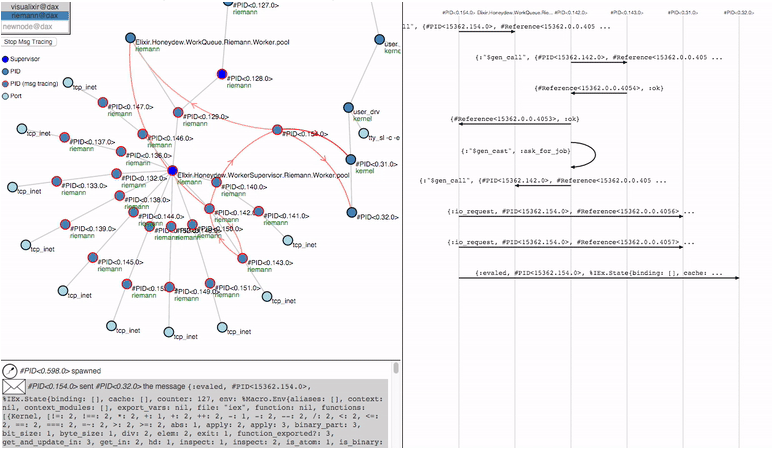 visualixir@dax
riemann@dax
newnode@dax
Stop Msg Tracing
Supervisor
PID
PID (msg tracing)
Port
#PID<0.127.0>
riemann
Elixir.Honeydew.WorkQueue.Riemann.Worker.pool
riemann
user
kernel
#PID<0.128.0>
riemann
tcp_inet
#PID<0.147.0>
riemann
#PID<0.129.0>
riemann
user_drv
kernel
tcp_inet
#PID<0.137.0>
riemann
#PID<0.146.0>
riemann
#PID<0.154.0>
riemann
tty_sl -c -e
#PID<0.136.0>
riemann
#PID<0.31.0>
kernel
Elixir.Honeydew.WorkerSupervisor.Riemann.Worker.pool
riemann
tcp_inet
#PID<0.133.0>
riemann
#PID<0.132.0>
riemann
#PID<0.140.0>
riemann
#PID<0.138.0>
riemann
#PID<0.144.0>
riemann
#PID<0.142.0>
riemann
#PID<0.141.0>
riemann
#PID<0.32.0>
kernel
#PID<0.139.0>
riemann
#PID<0.150.0>
riemann
tcp_inet
tcp_inet
#PID<0.145.0>
riemann
#PID<0.143.0>
riemann
#PID<0.149.0>
riemann
#PID<0.151.0>
riemann
tcp_inet
tcp_inet
tcp_inet
tcp_inet
tcp_inet
#PID<0.598.0> spawned
#PID<0.154.0> sent #PID<0.32.0> the message {:evaled, #PID<15362.154.0>,
%IEx.State{binding: [], cache: [], counter: 127, env: %Macro.Env{aliases: [], context:
nil, context_modules: [], export_vars: nil, file: "iex", function: nil, functions:
[{Kernel, [!=: 2, !==: 2, *: 2, +: 1, +: 2, ++: 2, -: 1, -: 2, --: 2, /: 2, <: 2, <=:
2, ==: 2, ===: 2, =~: 2, >: 2, >=: 2, abs: 1, apply: 2, apply: 3, binary_part: 3,
bit_size: 1, byte_size: 1, div: 2, elem: 2, exit: 1, function_exported?: 3,
get_and_update_in: 3, get_in: 2, hd: 1, inspect: 1, inspect: 2, is_atom: 1, is_binary:
#PID<0.154.0>
#PID<0.142.0>
#PID<0.143.0>
#PID<0.31.0>
#PID<0.32.0>
ll", {#PID<15362.154.0>, #Reference<15362.0.0.405 ...
{:"$gen_call", {#PID<15362.142.0>, #Reference<15362.0.0.405 ...
{#Reference<15362.0.0.4054>, :ok}
{#Reference<15362.0.0.4053>, :ok}
{:"$gen_cast", :ask_for_job}
{:"$gen_call", {#PID<15362.142.0>, #Reference<15362.0.0.405 ...
{:io_request, #PID<15362.154.0>, #Reference<15362.0.0.4056>, ...
{:io_request, #PID<15362.154.0>, #Reference<15362.0.0.4057>, ...
{:evaled, #PID<15362.154.0>, %IEx.State{binding: [], cache: ...